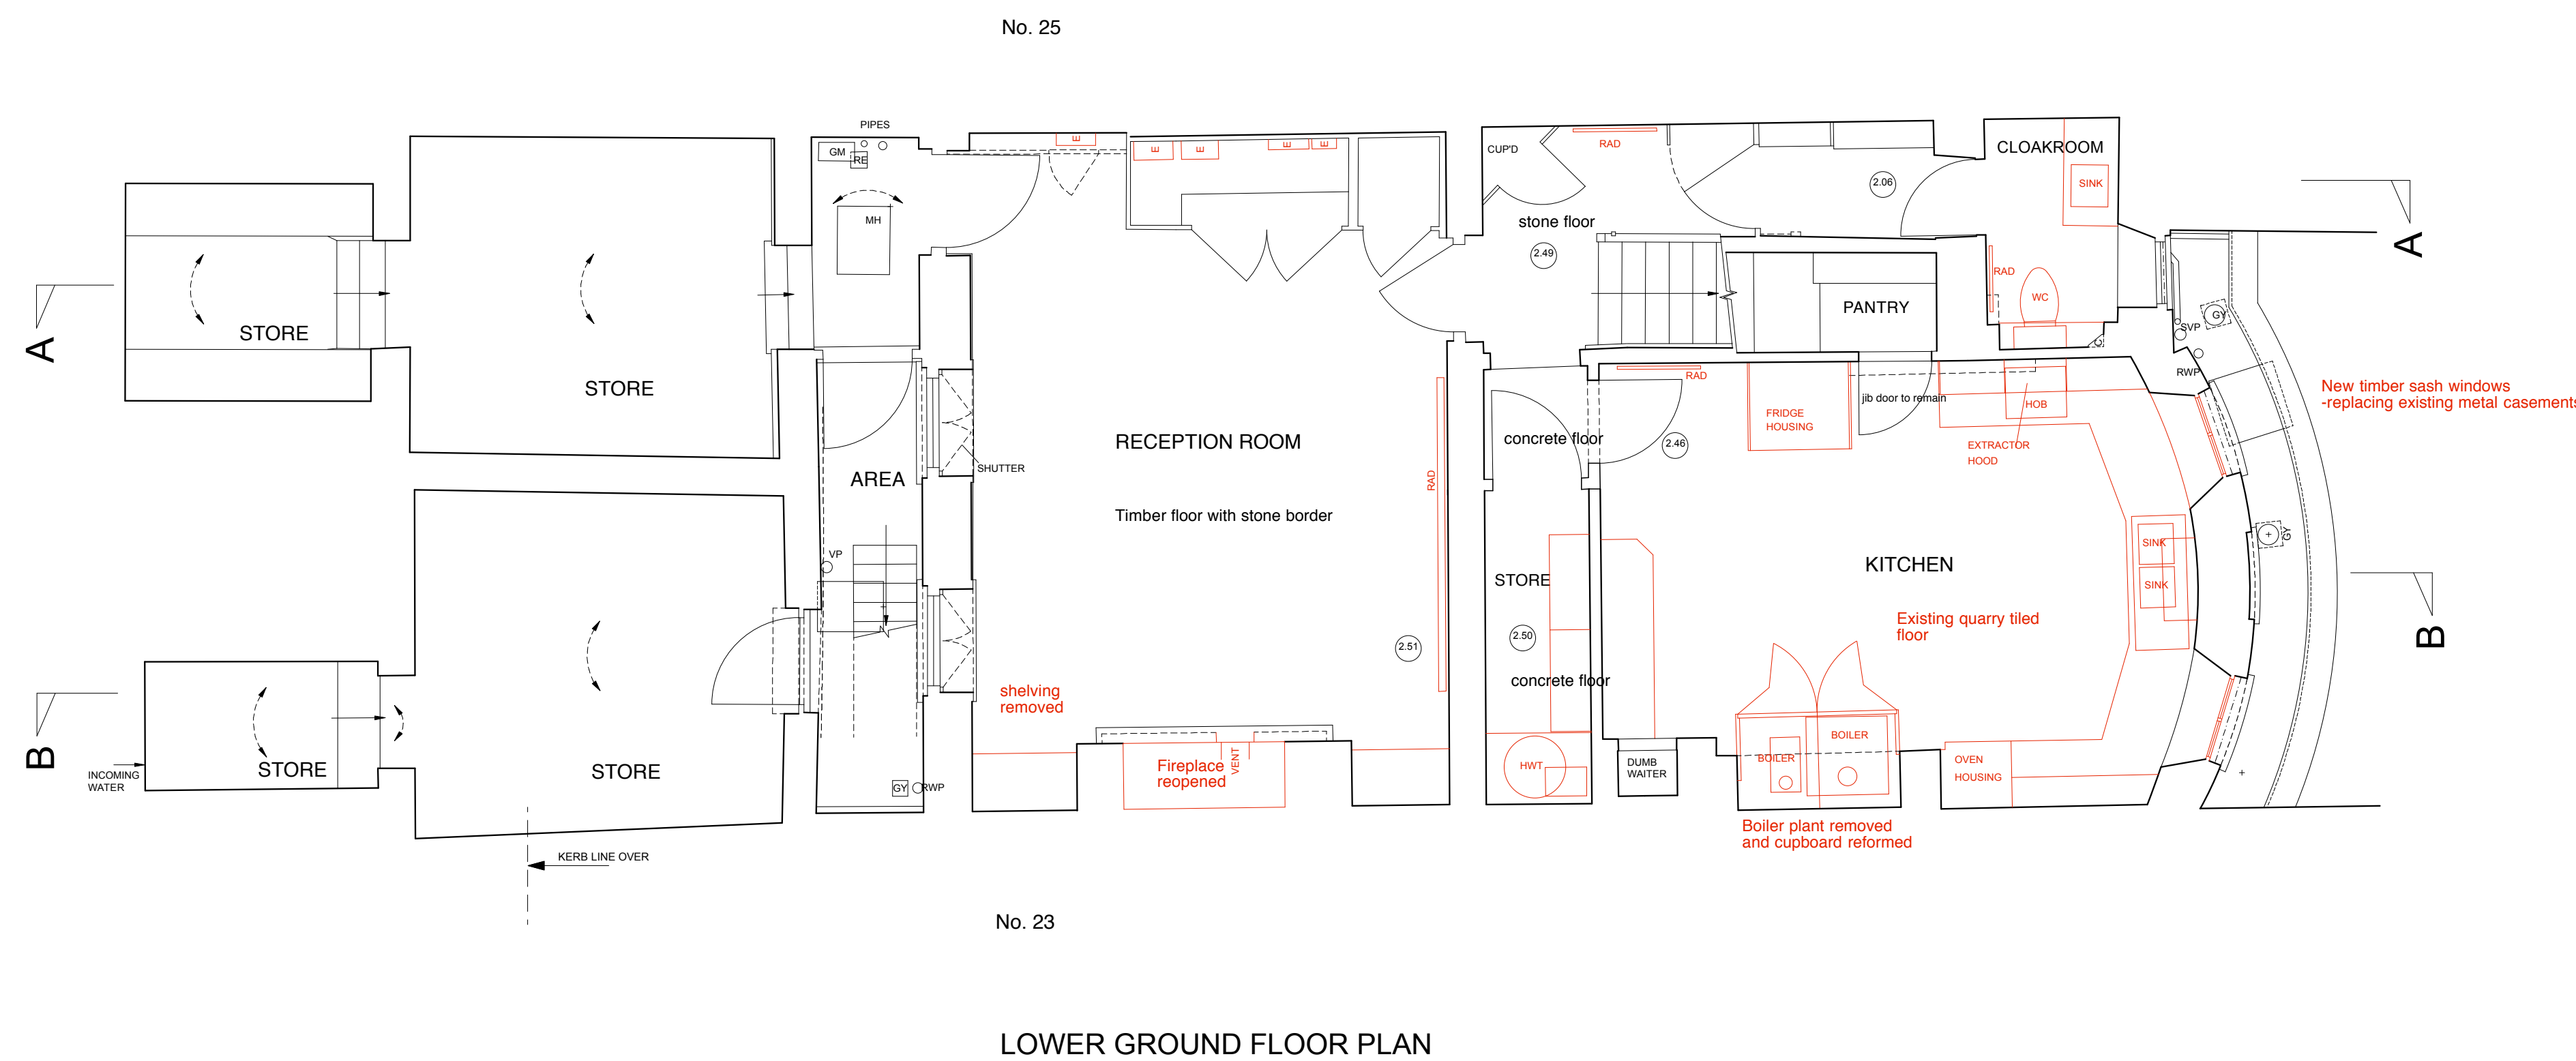 No. 25
PIPES
GM
RE
MH
E
E
E
E
E
CUP'D
RAD
stone floor
2.49
2.06
CLOAKROOM
SINK
A
A
STORE
STORE
PANTRY
RAD
WC
C
SVP
GY
RWP
New timber sash windows
-replacing existing metal casements
RAD
FRIDGE
HOUSING
jib door to remain
HOB
EXTRACTOR
HOOD
concrete floor
2.46
RECEPTION ROOM
SHUTTER
AREA
RAD
Timber floor with stone border
VP
STORE
KITCHEN
SINK
SINK
GY
Existing quarry tiled
floor
2.51
2.50
concrete floor
B
B
shelving
removed
Fireplace
reopened
VENT
HWT
DUMB
WAITER
BOILER
BOILER
OVEN
HOUSING
INCOMING
WATER
STORE
STORE
GY
RWP
Boiler plant removed
and cupboard reformed
KERB LINE OVER
No. 23
LOWER GROUND FLOOR PLAN